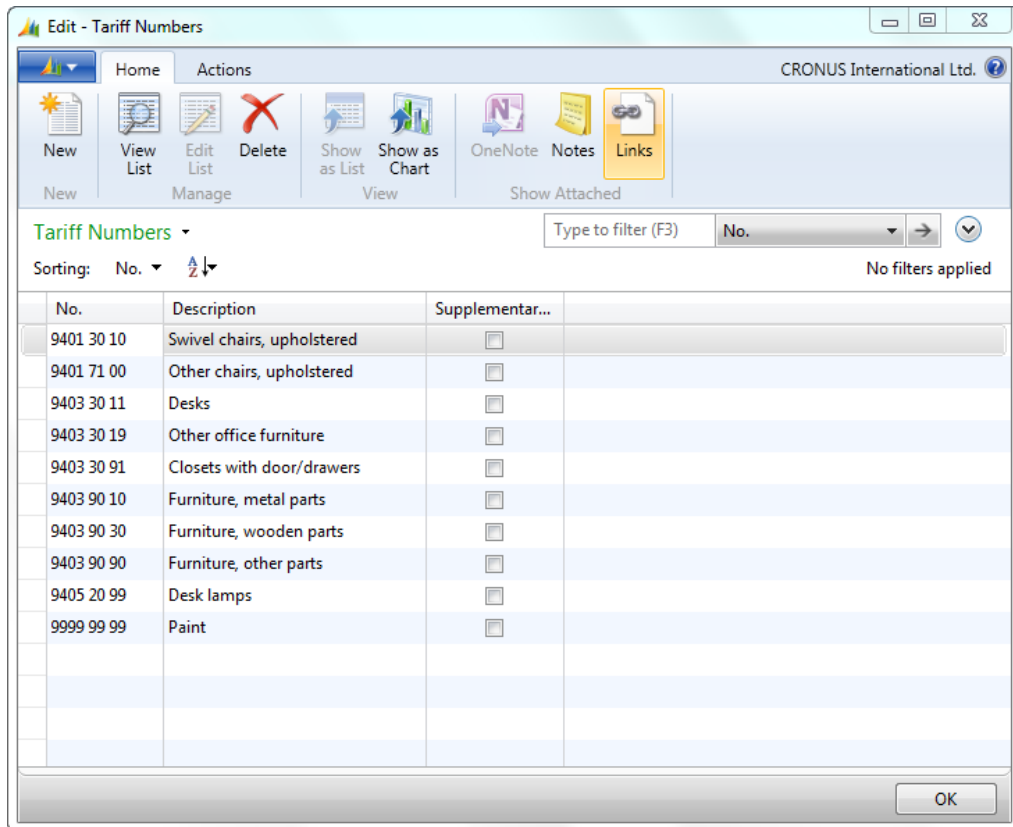 Edit - Tariff Numbers
Home Actions CRONUS International Ltd.
New View List Edit List Delete Show as List Show as Chart OneNote Notes Links
New Manage View Show Attached
Tariff Numbers Type to filter (F3) No.
Sorting: No. No filters applied
No. Description Supplementar...
9401 30 10 Swivel chairs, upholstered
9401 71 00 Other chairs, upholstered
9403 30 11 Desks
9403 30 19 Other office furniture
9403 30 91 Closets with door/drawers
9403 90 10 Furniture, metal parts
9403 90 30 Furniture, wooden parts
9403 90 90 Furniture, other parts
9405 20 99 Desk lamps
9999 99 99 Paint
OK